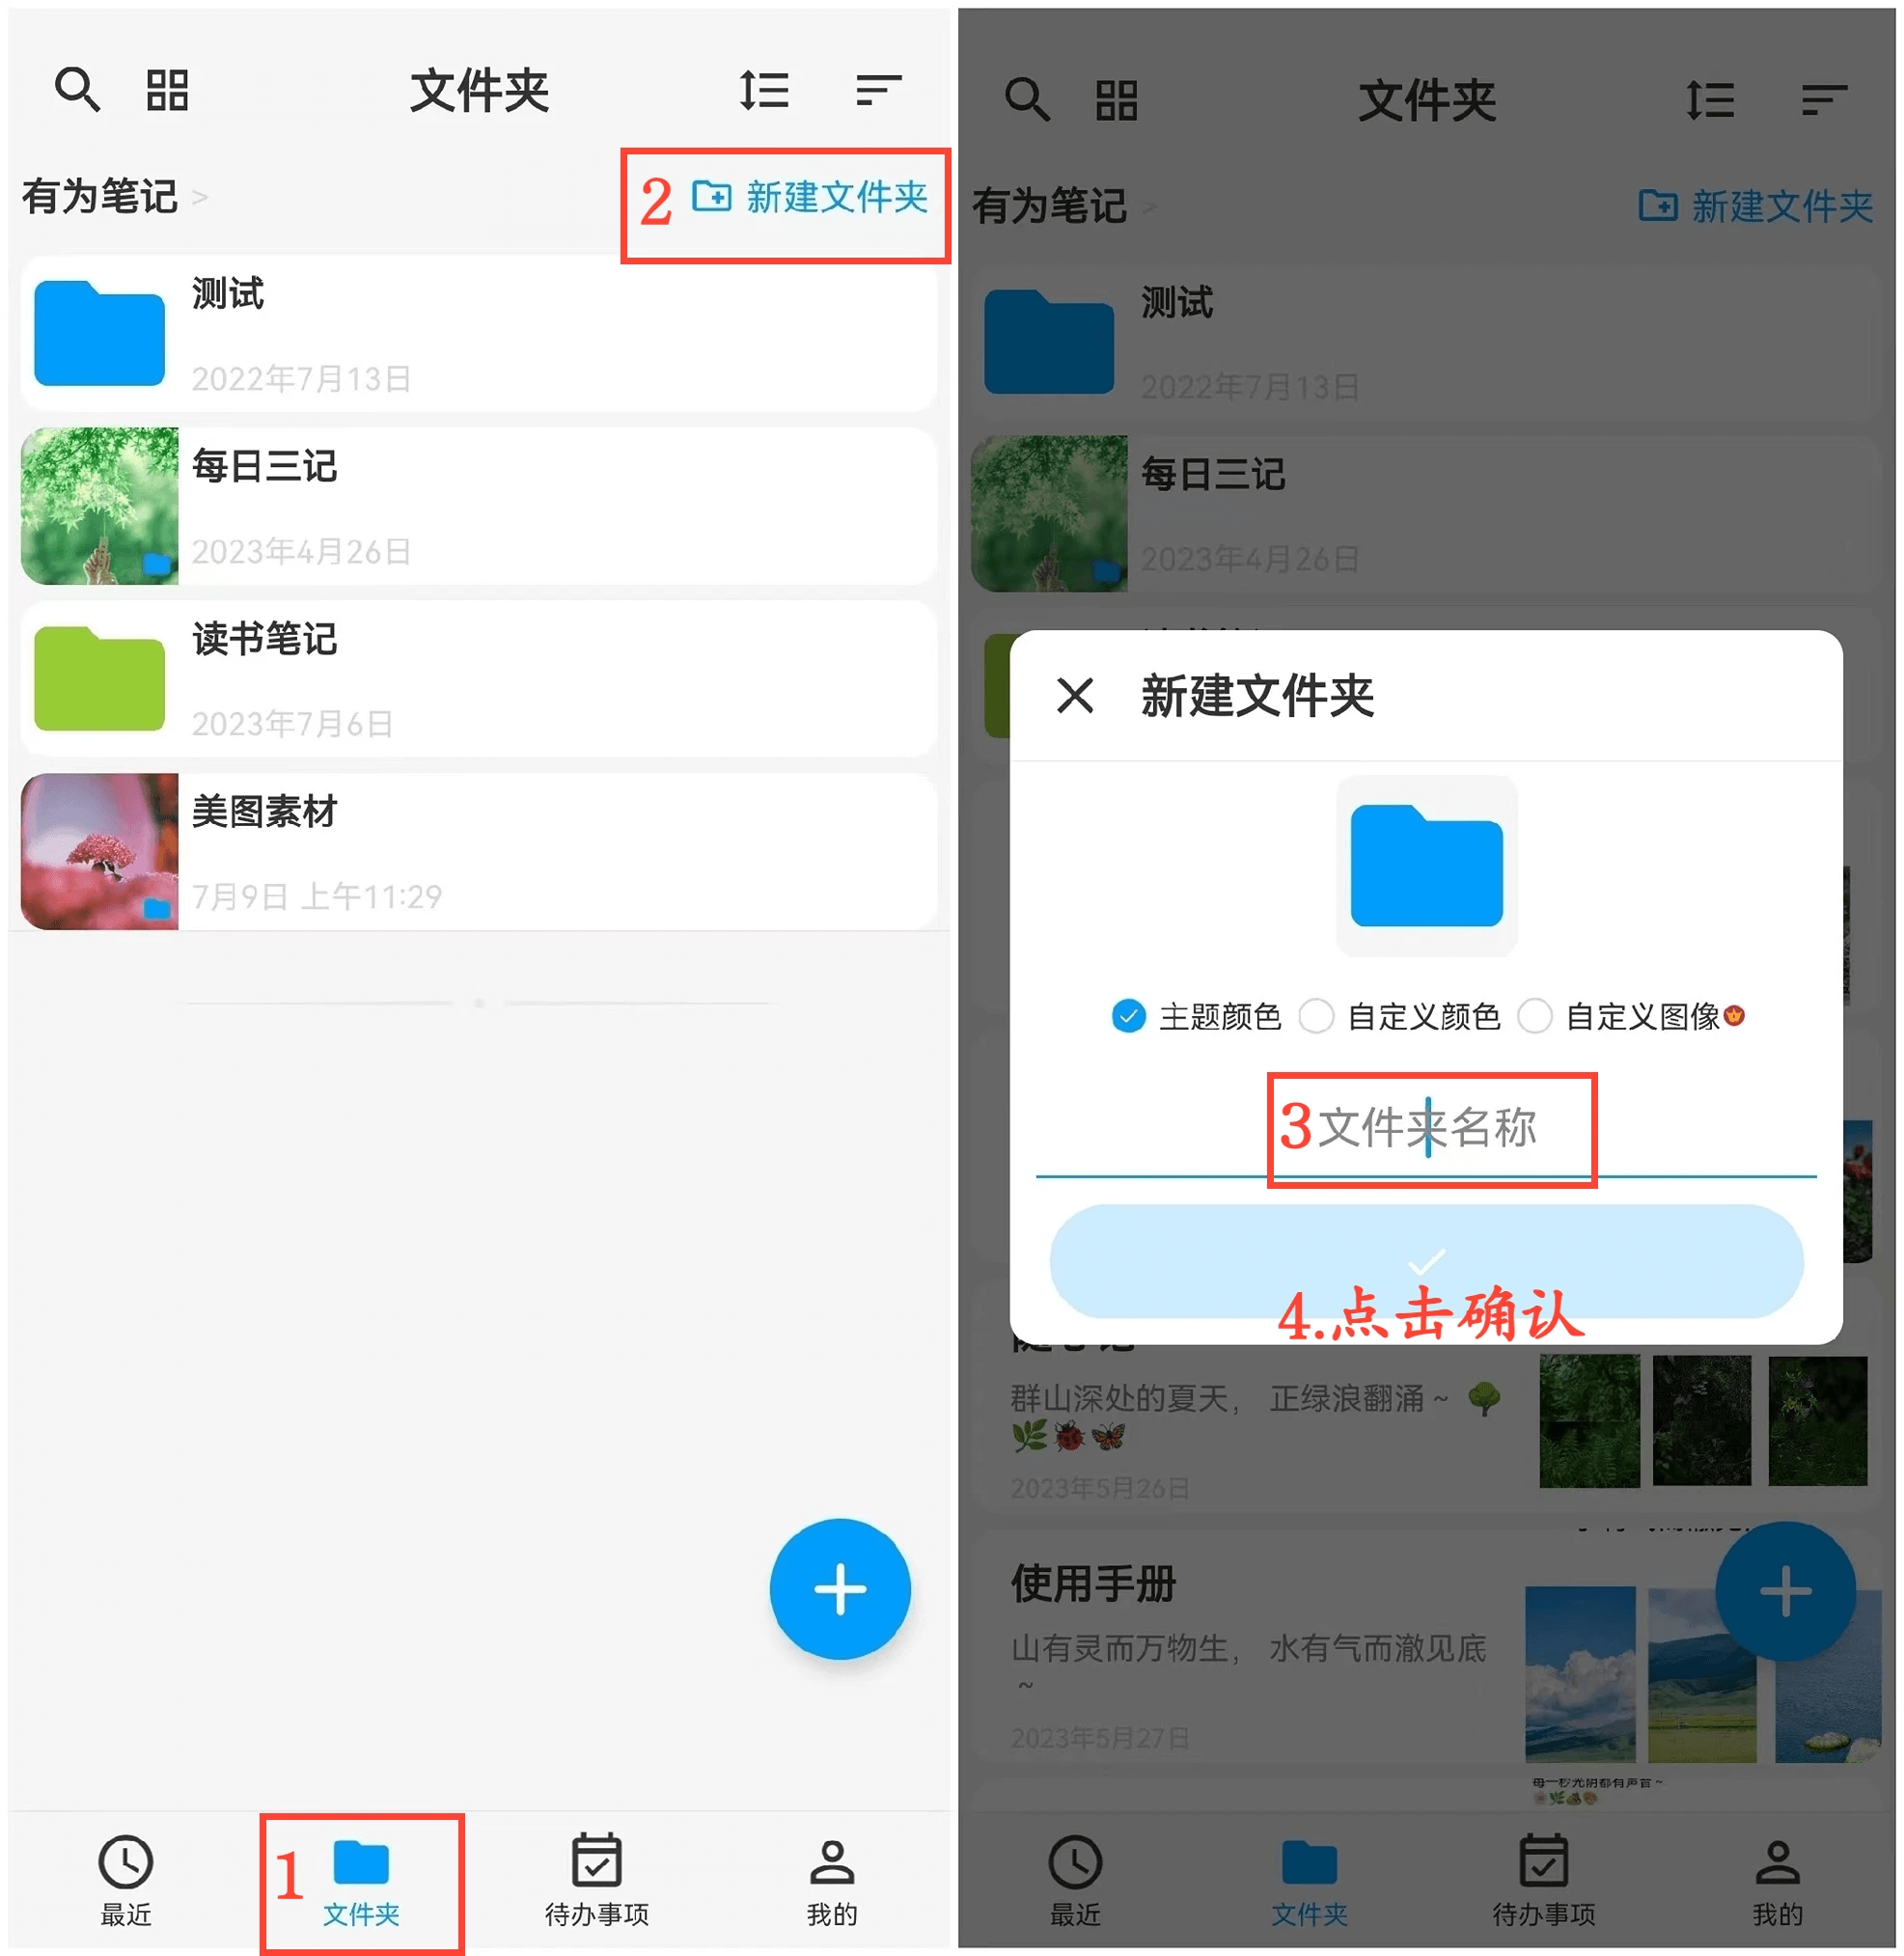 文件夹
有为笔记 >
2 新建文件夹
测试
2022年7月13日
每日三记
2023年4月26日
读书笔记
2023年7月6日
美图素材
7月9日 上午11:29
最近
1 文件夹
待办事项
我的
文件夹
有为笔记 >
新建文件夹
测试
2022年7月13日
每日三记
2023年4月26日
新建文件夹
主题颜色
自定义颜色
自定义图像
3 文件夹名称
4.点击确认
群山深处的夏天， 正绿浪翻涌~ 🌳
🌿🐞🦋
2023年5月26日
使用手册
山有灵而万物生， 水有气而澈见底
~
2023年5月27日
每一秒光阴都有声音~
最近
文件夹
待办事项
我的